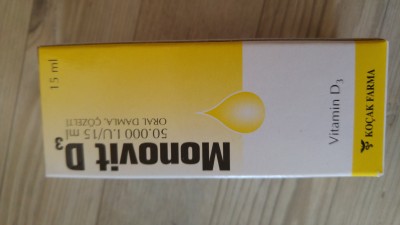 Monovit D3
50.000 I.U/15 ml
ORAL DAMLA, ÇÖZELTİ
15 ml
Vitamin D3
KOÇAK FARMA